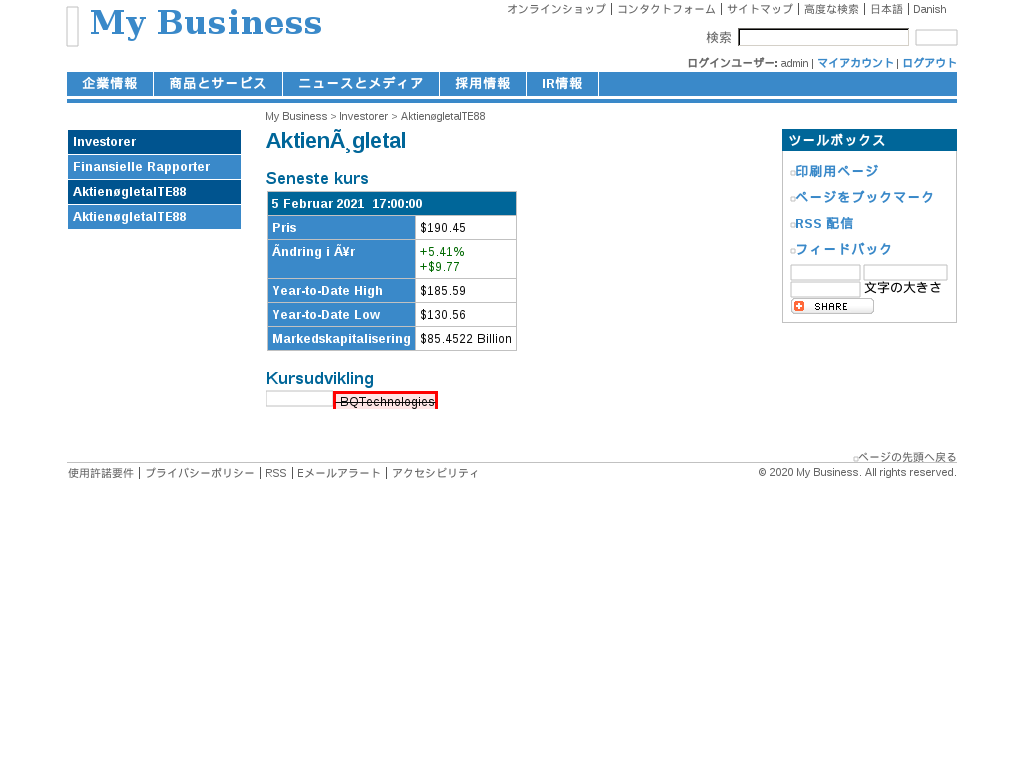 My Business
オンラインショップ | コンタクトフォーム | サイトマップ | 高度な検索 | 日本語 | Danish
検索
ログインユーザー: admin | マイアカウント | ログアウト
企業情報 商品とサービス ニュースとメディア 採用情報 IR情報
My Business > Investorer > AktienøgletalTE88
Investorer
Finansielle Rapporter
AktienøgletalTE88
AktienøgletalTE88
AktienÃ¸gletal
Seneste kurs
5 Februar 2021 17:00:00
Pris $190.45
Ãndring i Ã¥r +5.41%
+$9.77
Year-to-Date High $185.59
Year-to-Date Low $130.56
Markedskapitalisering $85.4522 Billion
Kursudvikling
BQTechnologies
ツールボックス
印刷用ページ
ページをブックマーク
RSS 配信
フィードバック
文字の大きさ
SHARE
ページの先頭へ戻る
使用許諾要件 | プライバシーポリシー | RSS | Eメールアラート | アクセシビリティ
© 2020 My Business. All rights reserved.